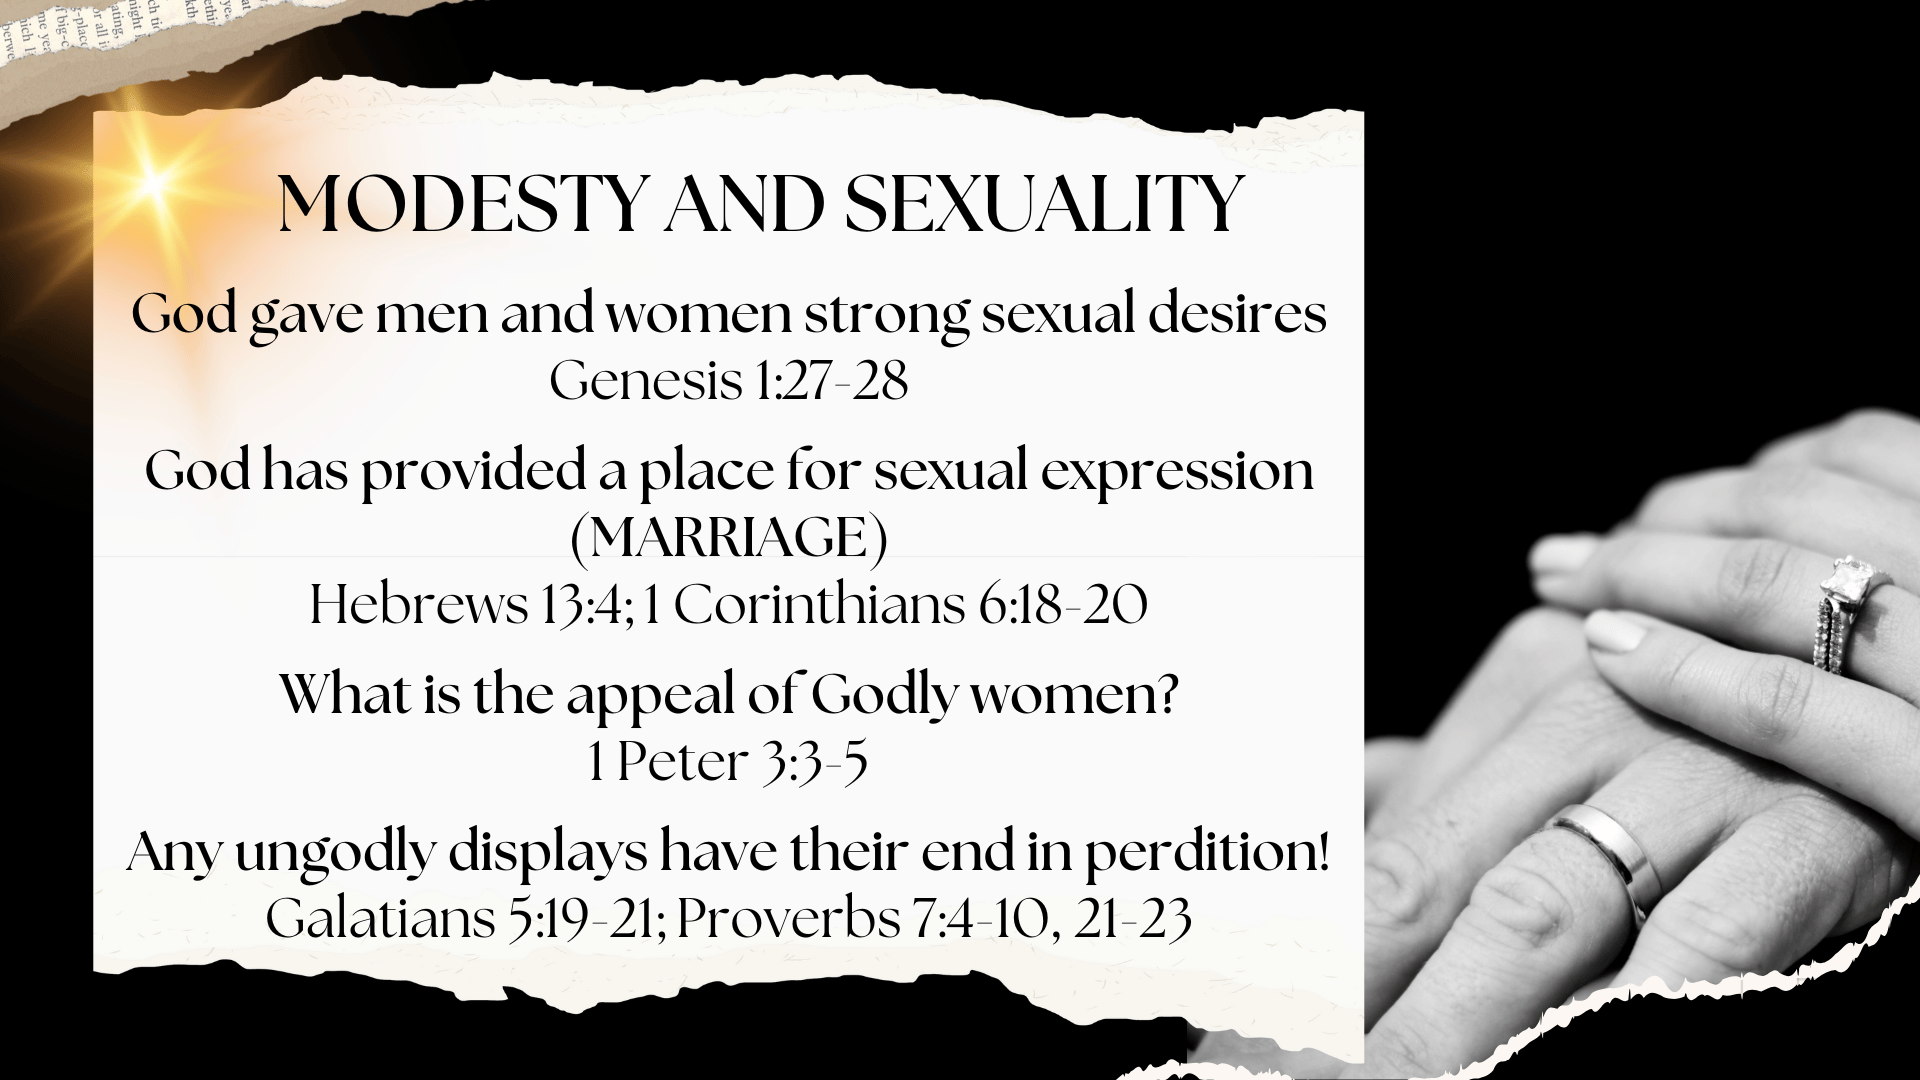 MODESTY AND SEXUALITY
God gave men and women strong sexual desires
Genesis 1:27-28
God has provided a place for sexual expression
(MARRIAGE)
Hebrews 13:4; 1 Corinthians 6:18-20
What is the appeal of Godly women?
1 Peter 3:3-5
Any ungodly displays have their end in perdition!
Galatians 5:19-21; Proverbs 7:4-10, 21-23